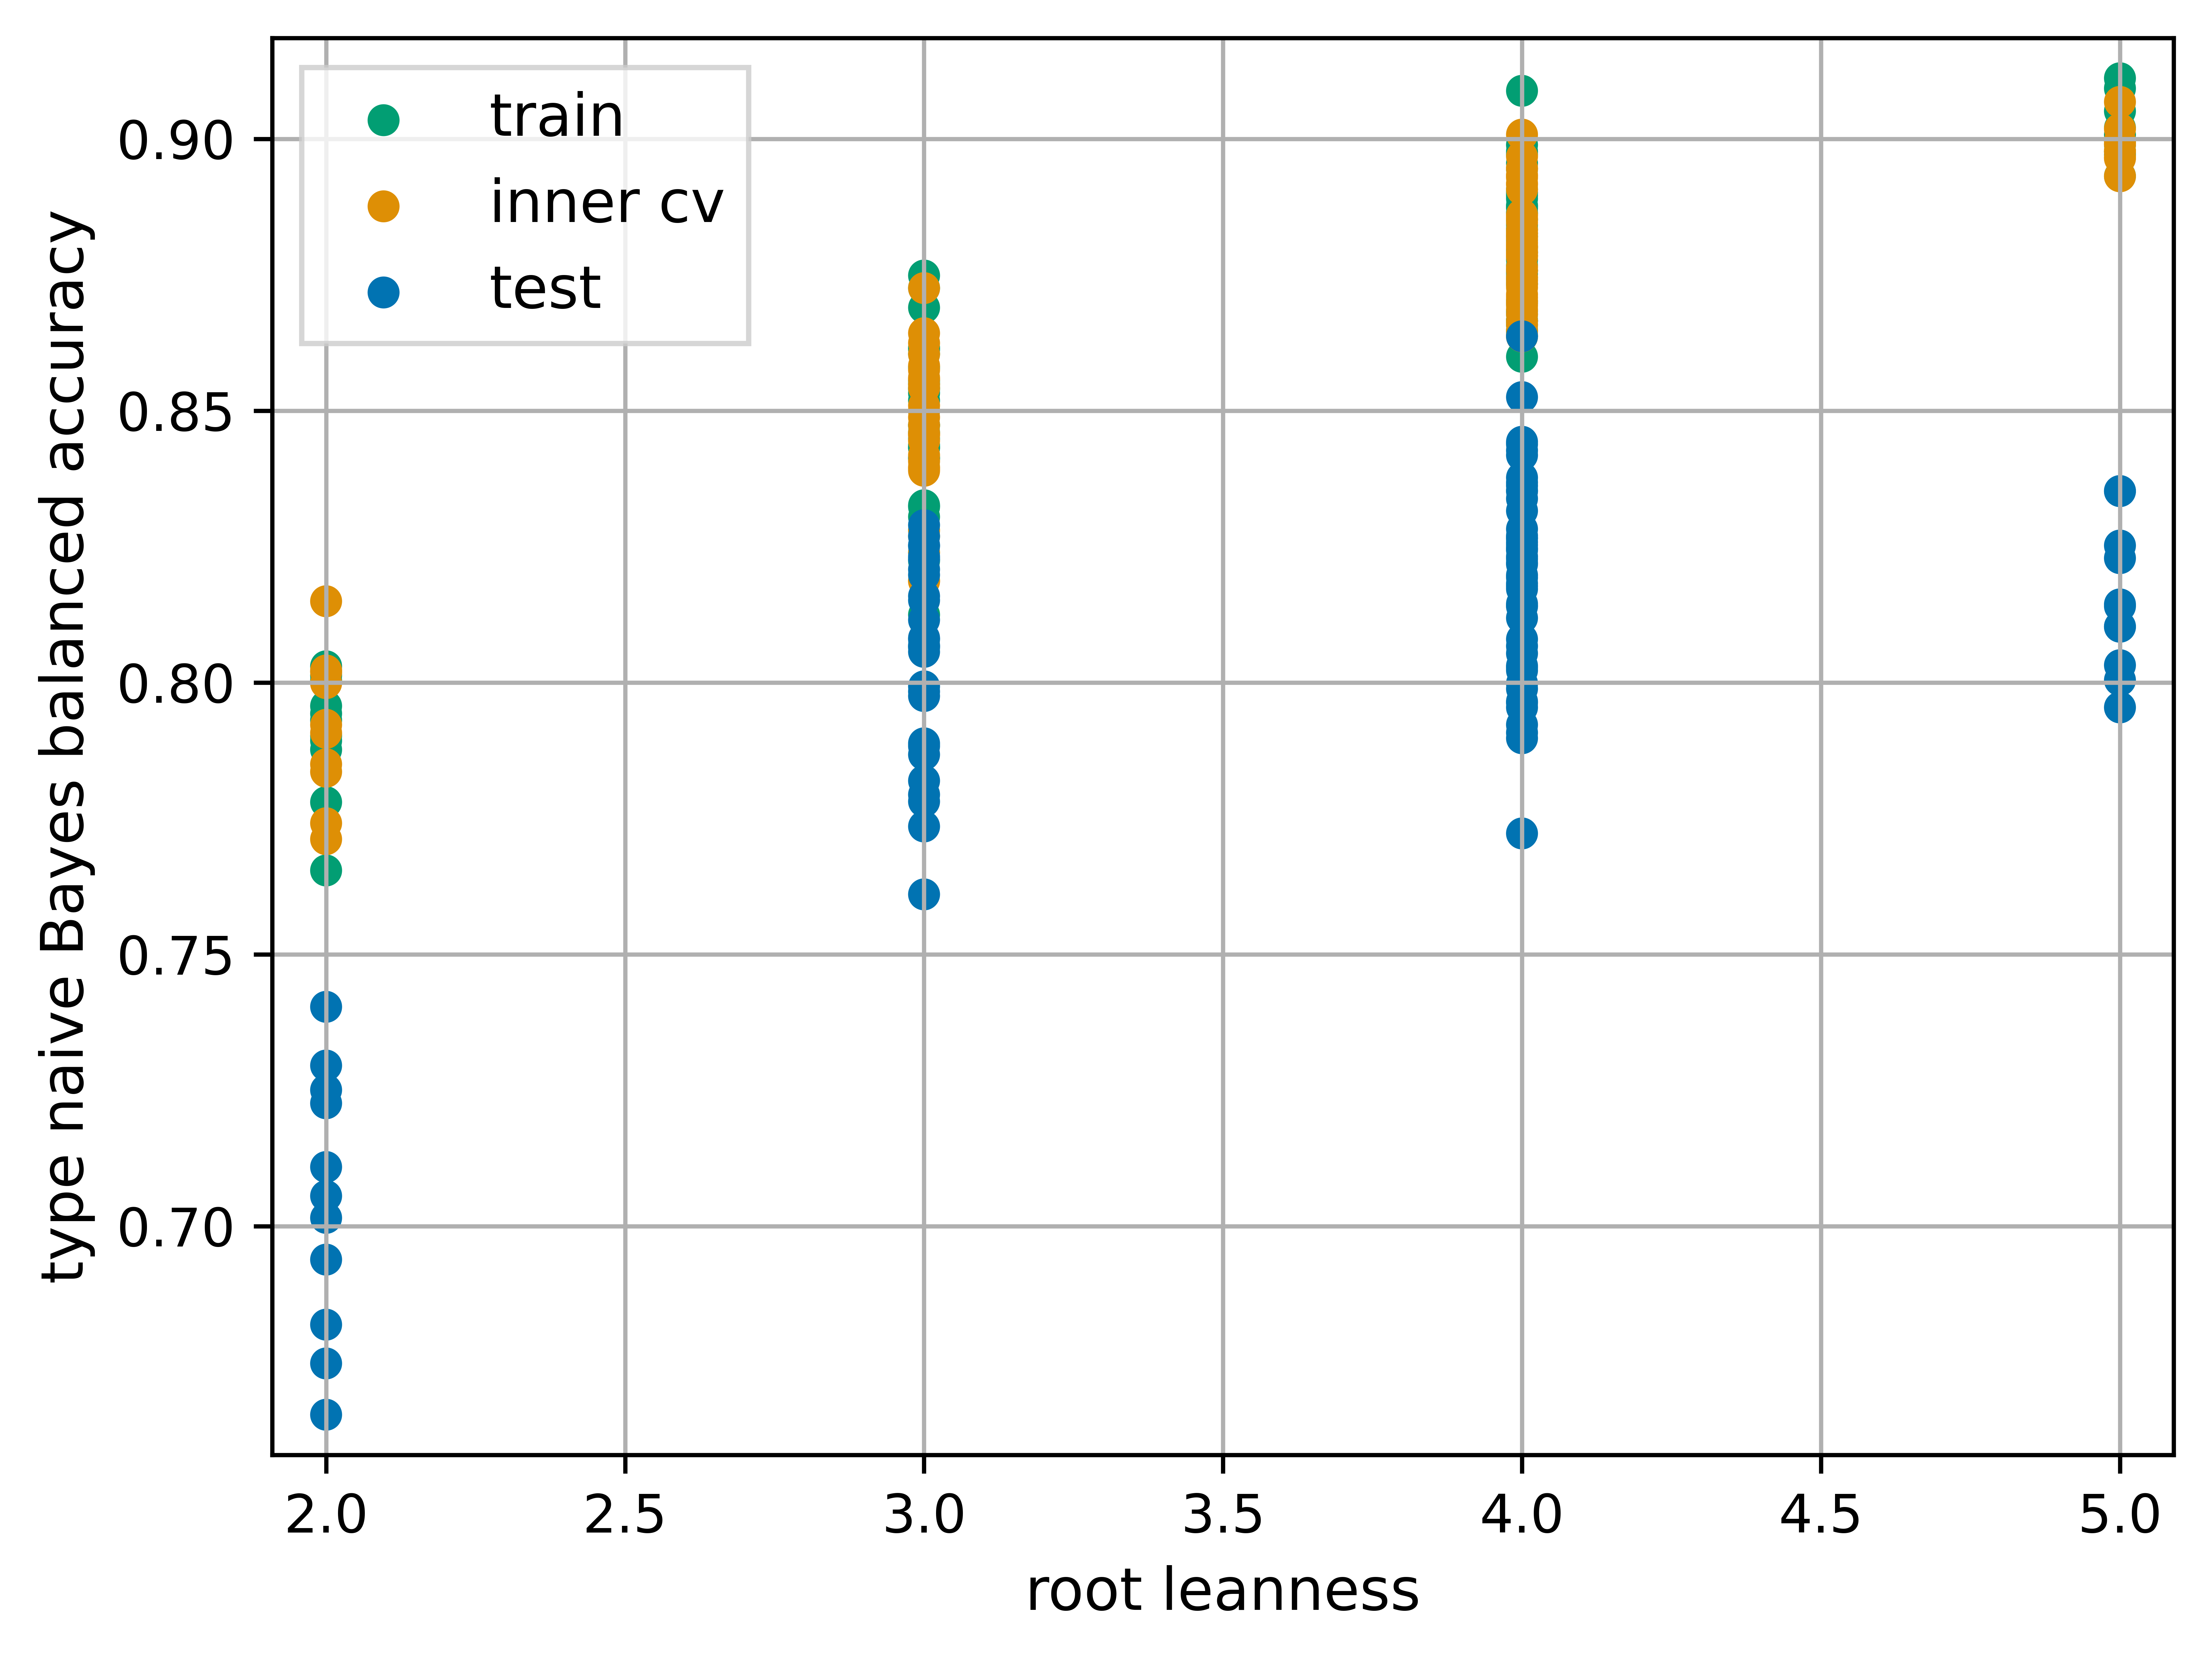 train
inner cv
test
type naive Bayes balanced accuracy
0.90
0.85
0.80
0.75
0.70
2.0 2.5 3.0 3.5 4.0 4.5 5.0
root leanness